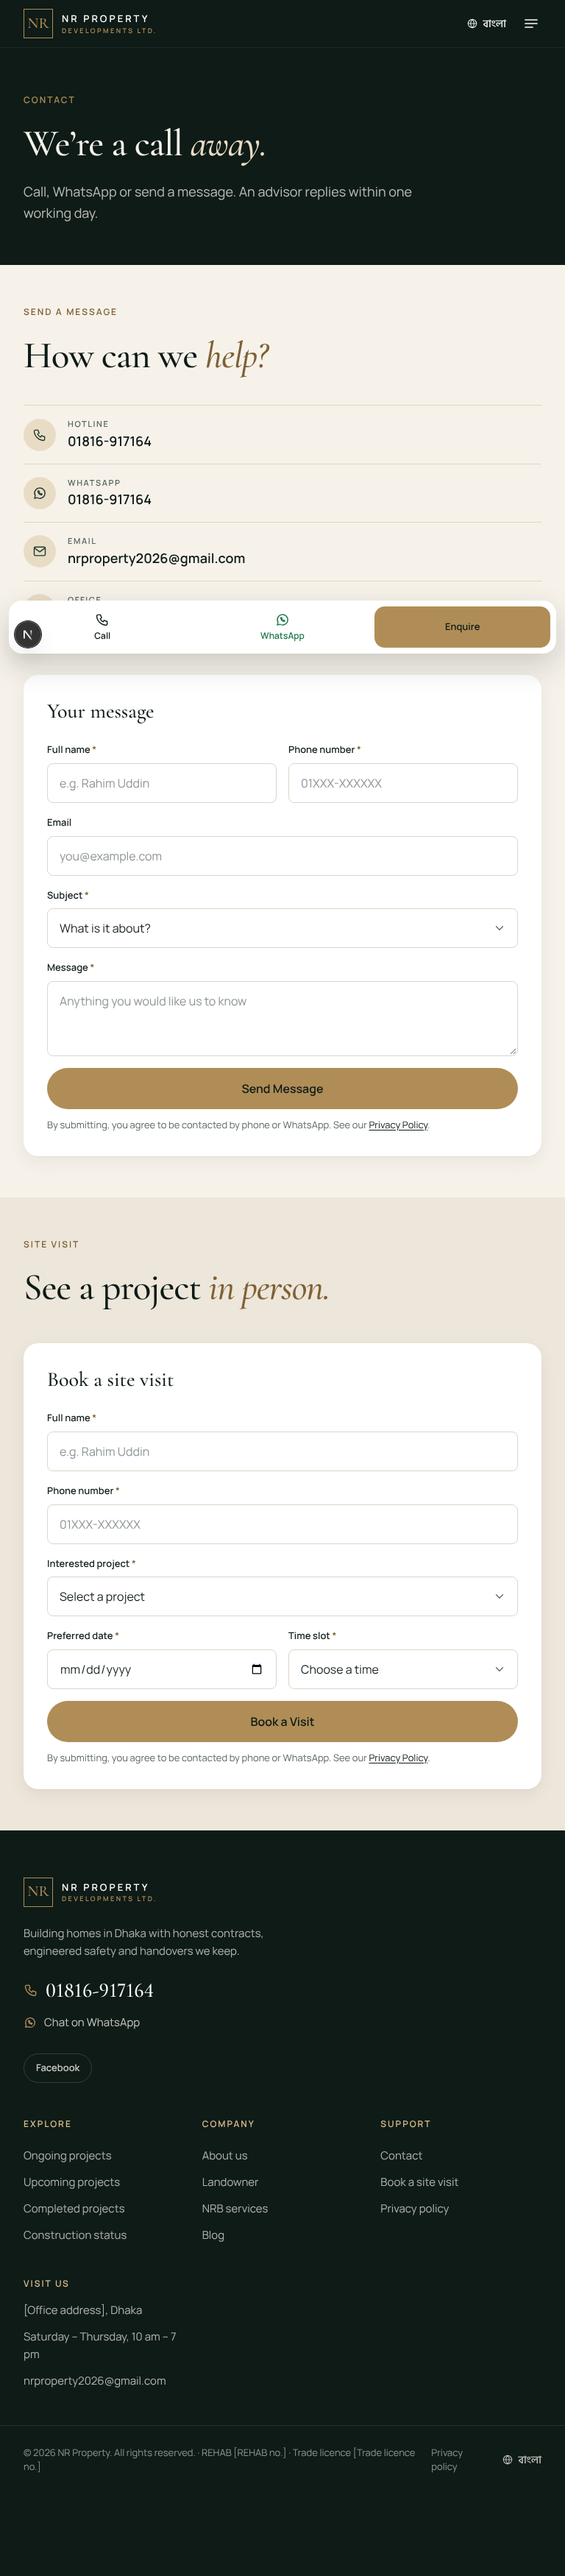 NR
NR PROPERTY
DEVELOPMENTS LTD.
বাংলা
CONTACT
We're a call away.
Call, WhatsApp or send a message. An advisor replies within one
working day.
SEND A MESSAGE
How can we help?
HOTLINE
01816-917164
WHATSAPP
01816-917164
EMAIL
nrproperty2026@gmail.com
OFFICE
N
Call
WhatsApp
Enquire
Your message
Full name *
Phone number *
e.g. Rahim Uddin
01XXX-XXXXXX
Email
you@example.com
Subject *
What is it about?
Message *
Anything you would like us to know
Send Message
By submitting, you agree to be contacted by phone or WhatsApp. See our Privacy Policy.
SITE VISIT
See a project in person.
Book a site visit
Full name *
e.g. Rahim Uddin
Phone number *
01XXX-XXXXXX
Interested project *
Select a project
Preferred date *
Time slot *
mm/dd/yyyy
Choose a time
Book a Visit
By submitting, you agree to be contacted by phone or WhatsApp. See our Privacy Policy.
NR
NR PROPERTY
DEVELOPMENTS LTD.
Building homes in Dhaka with honest contracts,
engineered safety and handovers we keep.
01816-917164
Chat on WhatsApp
Facebook
EXPLORE
Ongoing projects
Upcoming projects
Completed projects
Construction status
COMPANY
About us
Landowner
NRB services
Blog
SUPPORT
Contact
Book a site visit
Privacy policy
VISIT US
[Office address], Dhaka
Saturday – Thursday, 10 am – 7
pm
nrproperty2026@gmail.com
© 2026 NR Property. All rights reserved. · REHAB [REHAB no.] · Trade licence [Trade licence
no.]
Privacy
policy
বাংলা